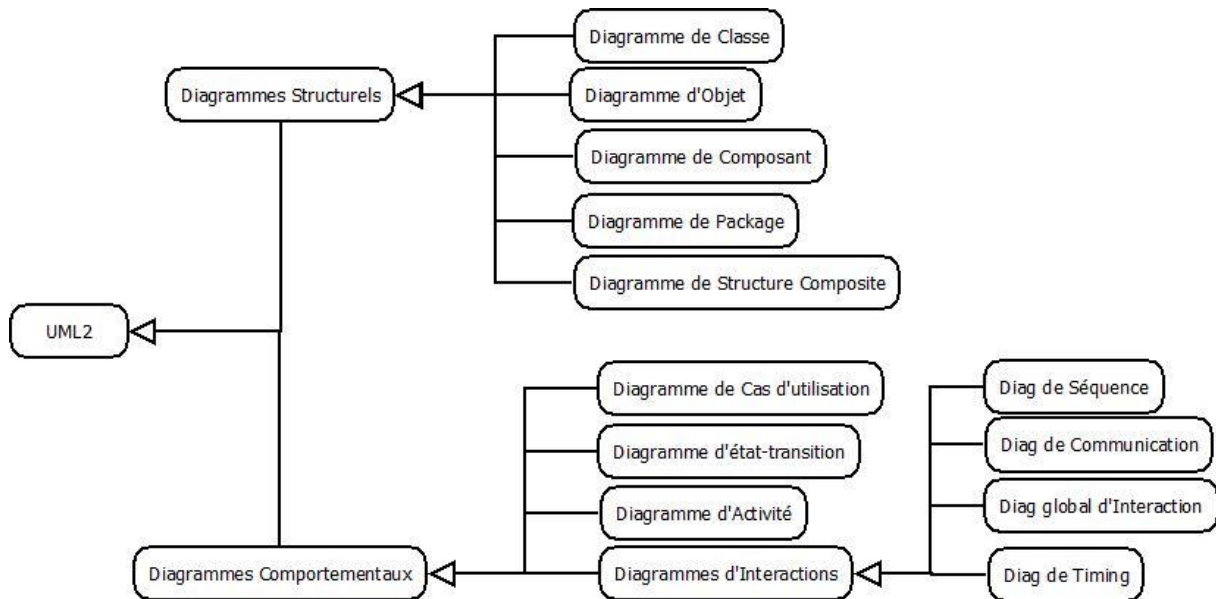 Diagramme de Classe
Diagrammes Structurels
Diagramme d'Objet
Diagramme de Composant
Diagramme de Package
Diagramme de Structure Composite
UML2
Diagramme de Cas d'utilisation
Diagramme d'état-transition
Diagramme d'Activité
Diagrammes Comportementaux
Diagrammes d'Interactions
Diag de Séquence
Diag de Communication
Diag global d'Interaction
Diag de Timing